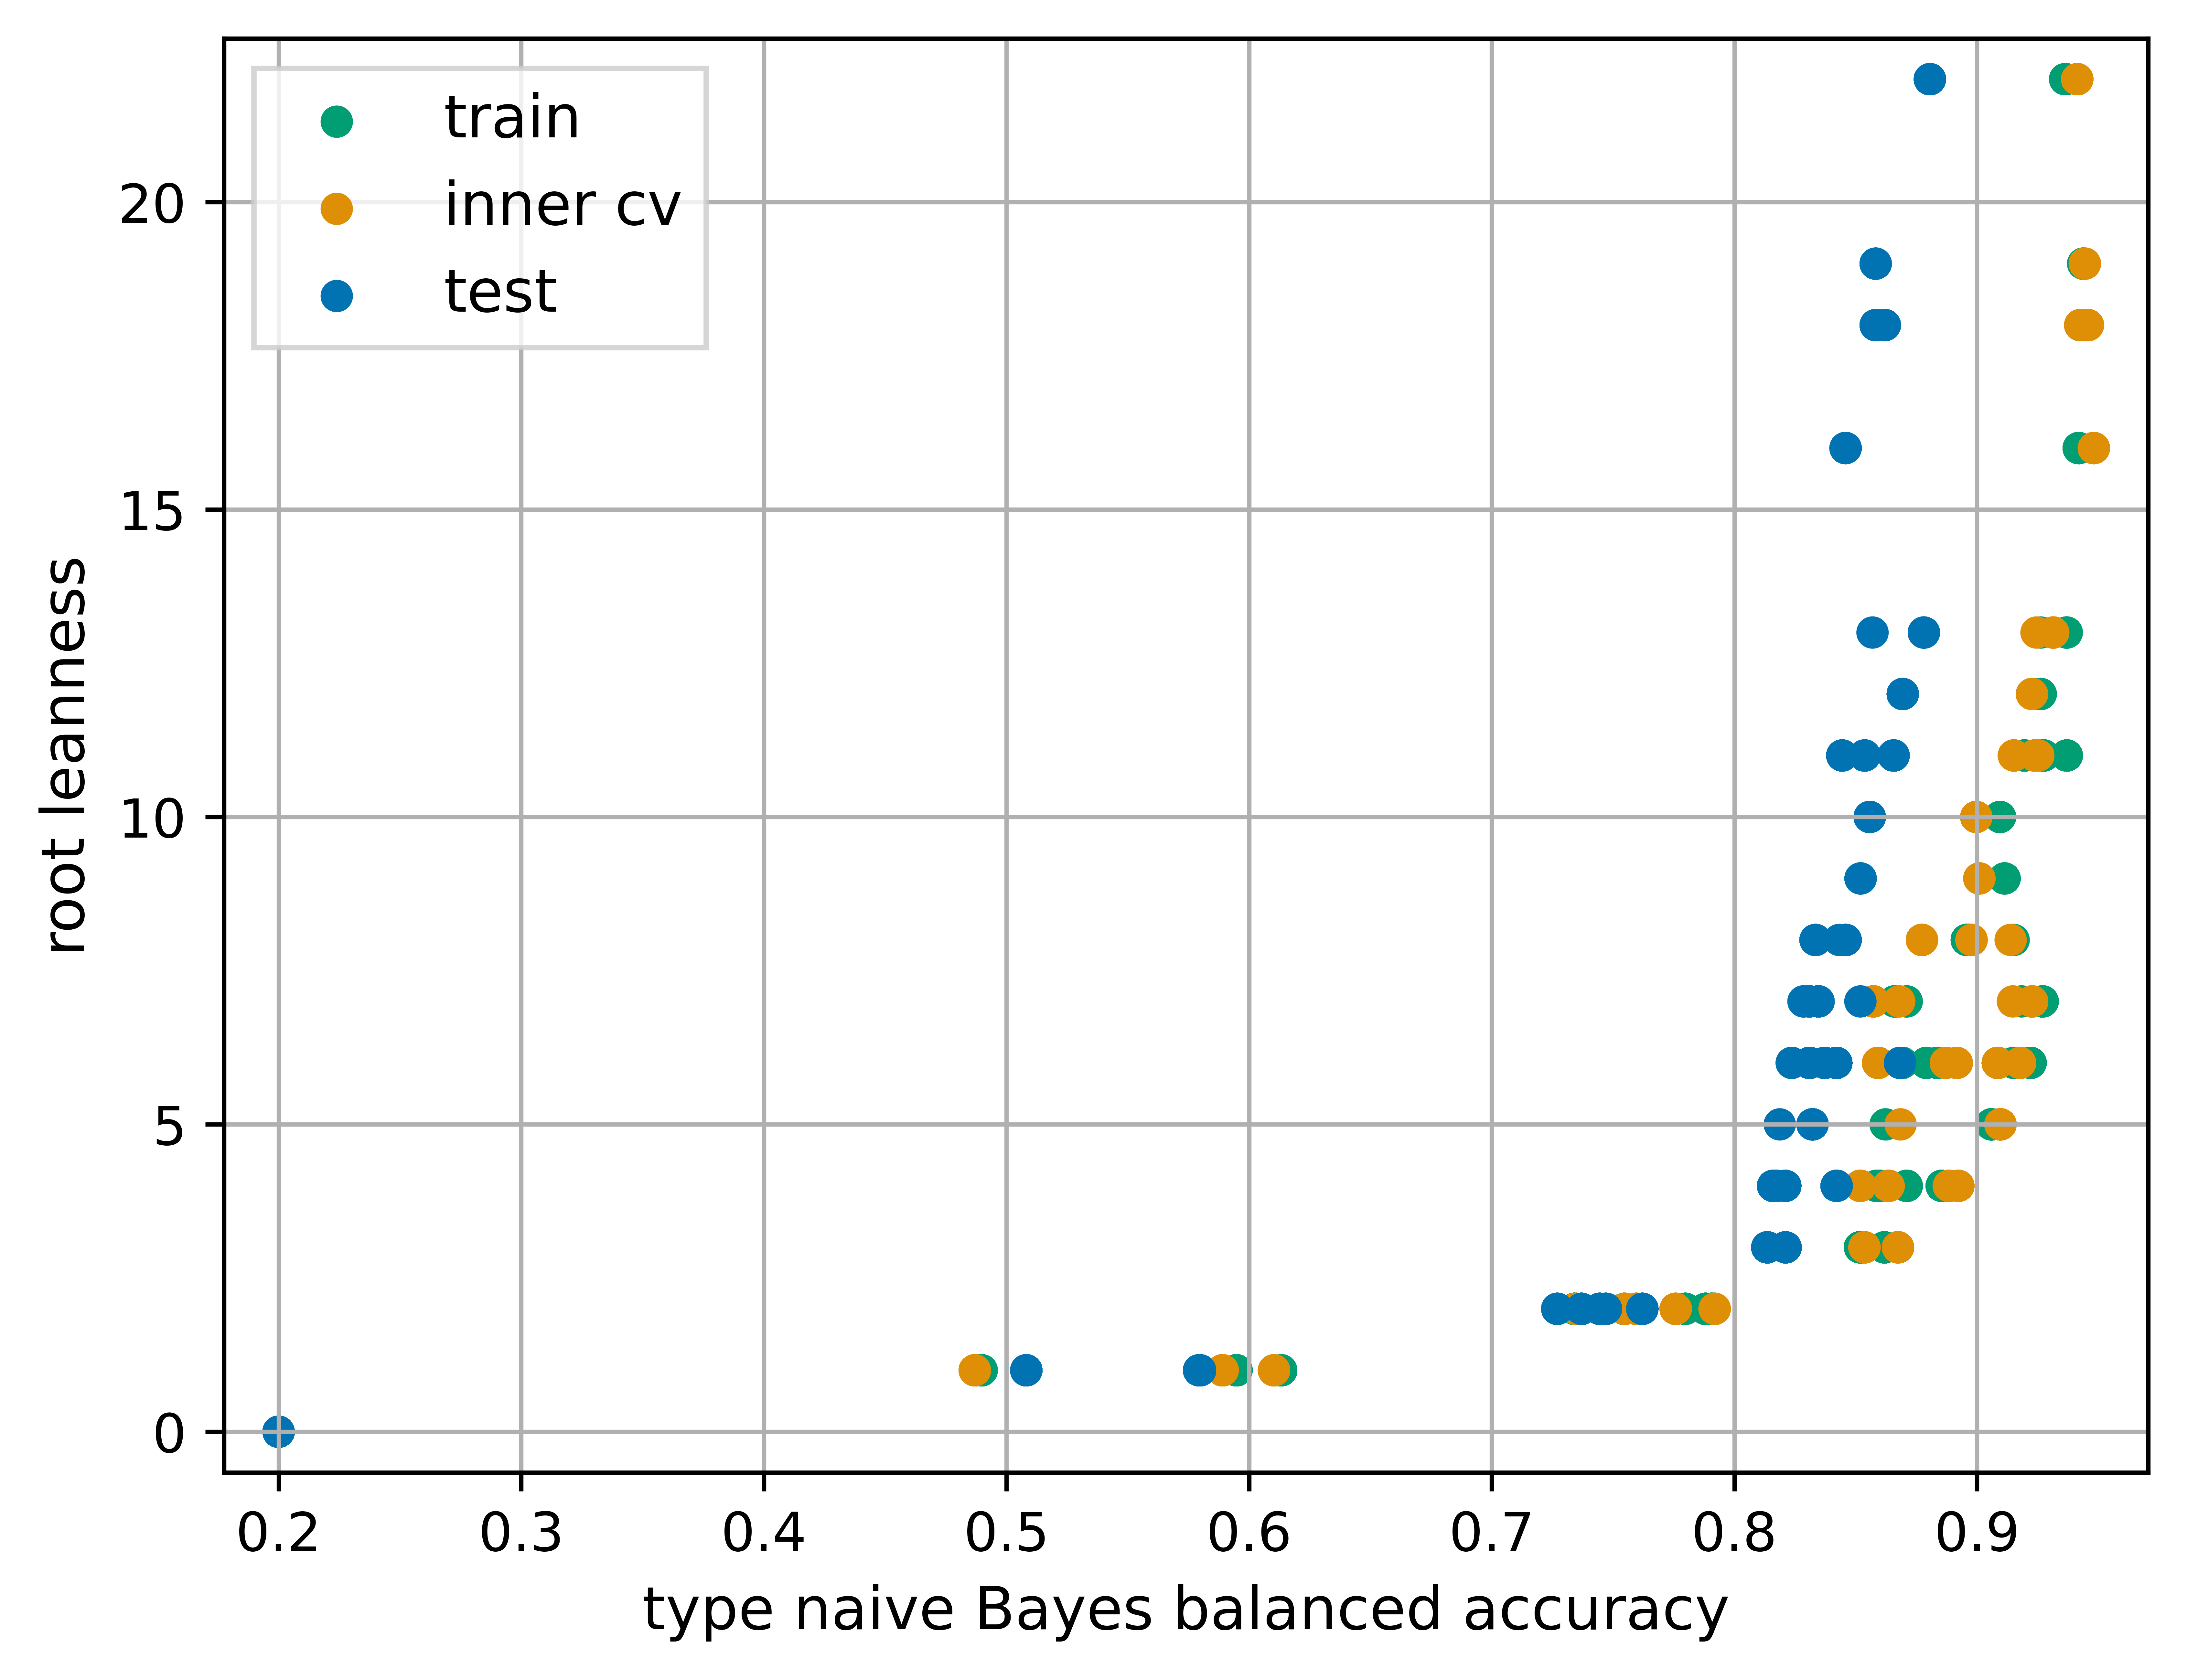 train
inner cv
test
root leanness
20
15
10
5
0
0.2 0.3 0.4 0.5 0.6 0.7 0.8 0.9
type naive Bayes balanced accuracy